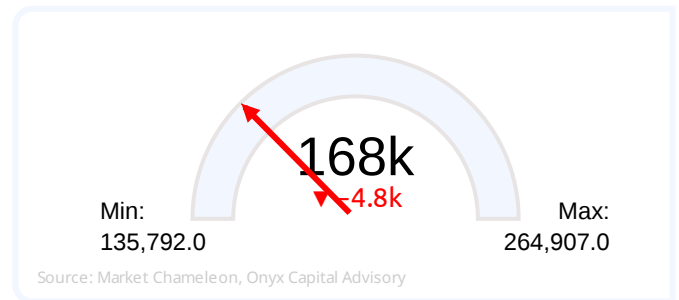 168k
▼−4.8k
Min:
135,792.0
Max:
264,907.0
Source: Market Chameleon, Onyx Capital Advisory